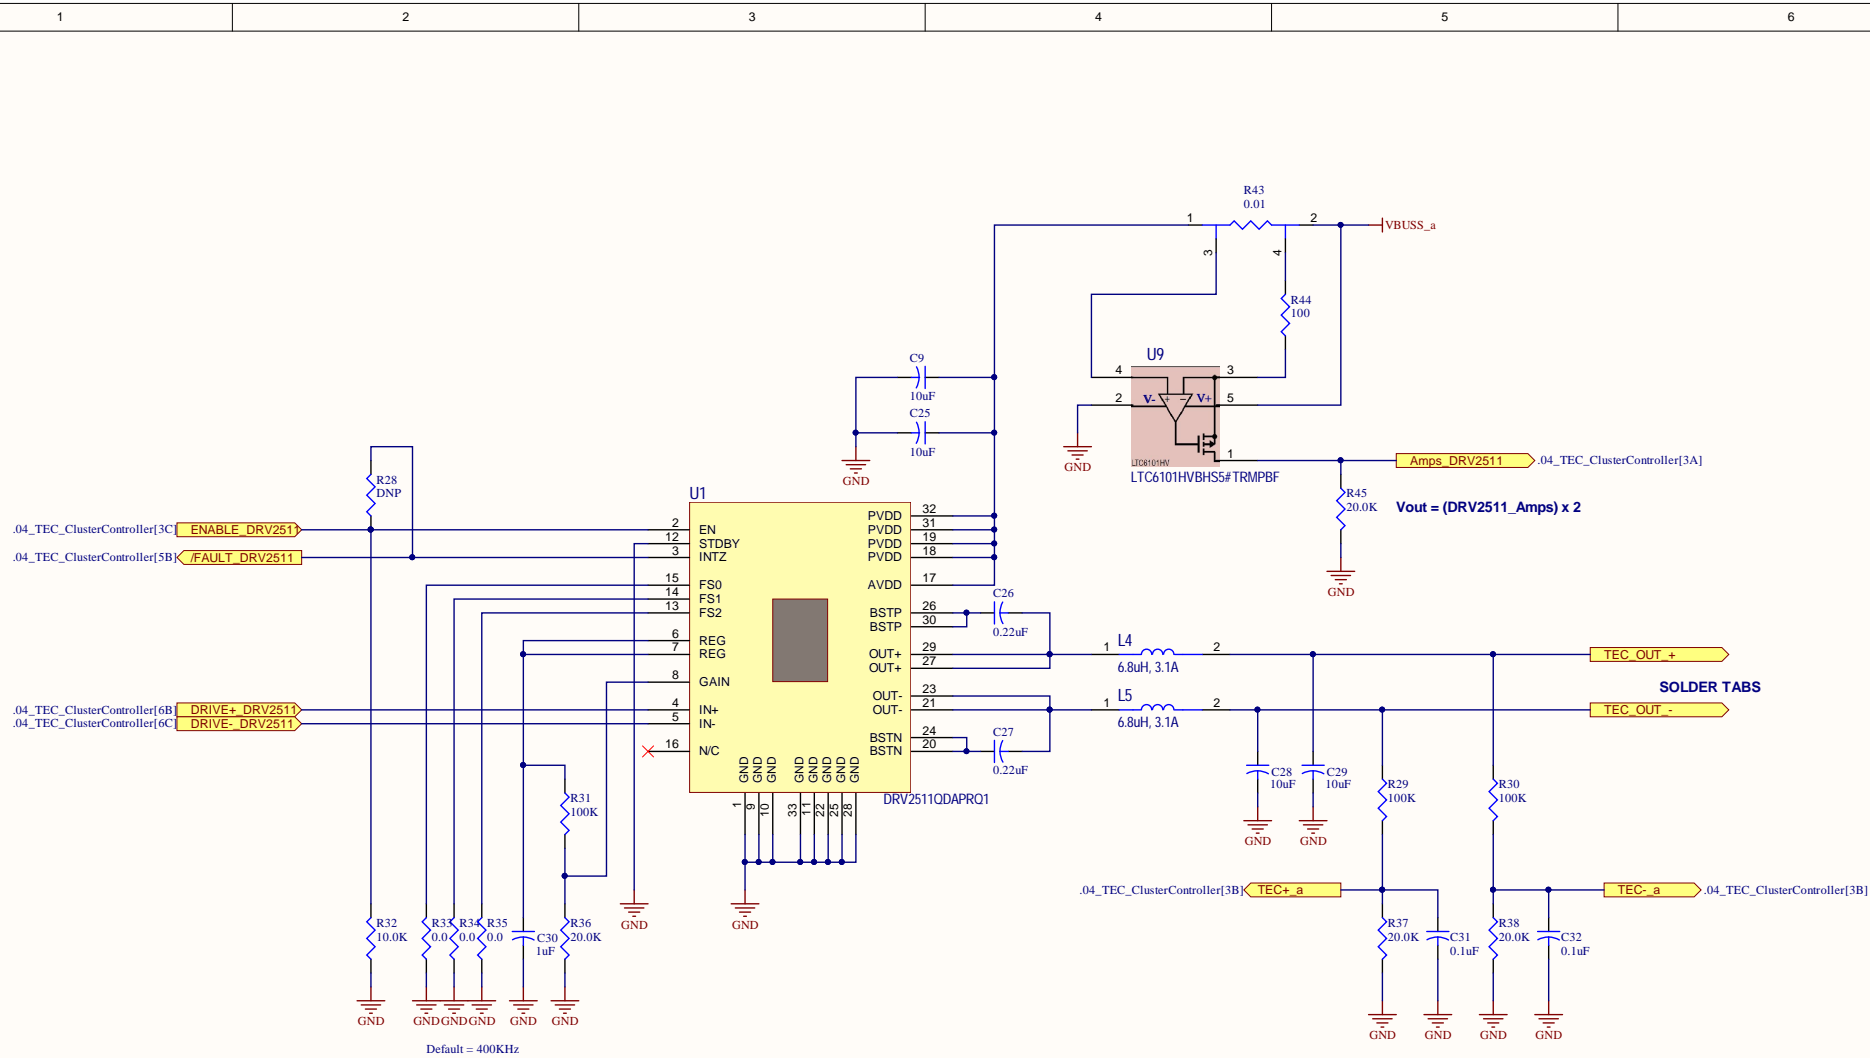 1 2 3 4 5 6
R43
0.01
1 2
VBUSS_a
3 4
R44
100
U9
4 3
2 V- + - V+ 5
1
LTC6101HV
LTC6101HVBHS5#TRMPBF
GND
Amps_DRV2511 .04_TEC_ClusterController[3A]
R45
20.0K
Vout = (DRV2511_Amps) x 2
GND
C9
10uF
C25
10uF
GND
R28
DNP
.04_TEC_ClusterController[3C] ENABLE_DRV2511
.04_TEC_ClusterController[5B] /FAULT_DRV2511
.04_TEC_ClusterController[6B] DRIVE+_DRV2511
.04_TEC_ClusterController[6C] DRIVE-_DRV2511
U1
2 EN
12 STDBY
3 INTZ
15 FS0
14 FS1
13 FS2
6 REG
7 REG
8 GAIN
4 IN+
5 IN-
16 N/C
PVDD 32
PVDD 31
PVDD 19
PVDD 18
AVDD 17
BSTP 26
BSTP 30
OUT+ 29
OUT+ 27
OUT- 23
OUT- 21
BSTN 24
BSTN 20
GND GND GND GND GND GND GND GND
1 9 10 33 11 22 25 28
DRV2511QDAPRQ1
C26
0.22uF
1 L4 2
6.8uH, 3.1A
1 L5 2
6.8uH, 3.1A
C27
0.22uF
TEC_OUT_+
SOLDER TABS
TEC_OUT_-
C28
10uF
C29
10uF
GND GND
R29
100K
R30
100K
.04_TEC_ClusterController[3B] TEC+_a
TEC-_a .04_TEC_ClusterController[3B]
R37
20.0K
C31
0.1uF
R38
20.0K
C32
0.1uF
GND GND GND GND
R31
100K
GND GND
R32
10.0K
R33
0.0
R34
0.0
R35
0.0
C30
1uF
R36
20.0K
GND GND GND GND GND GND
Default = 400KHz